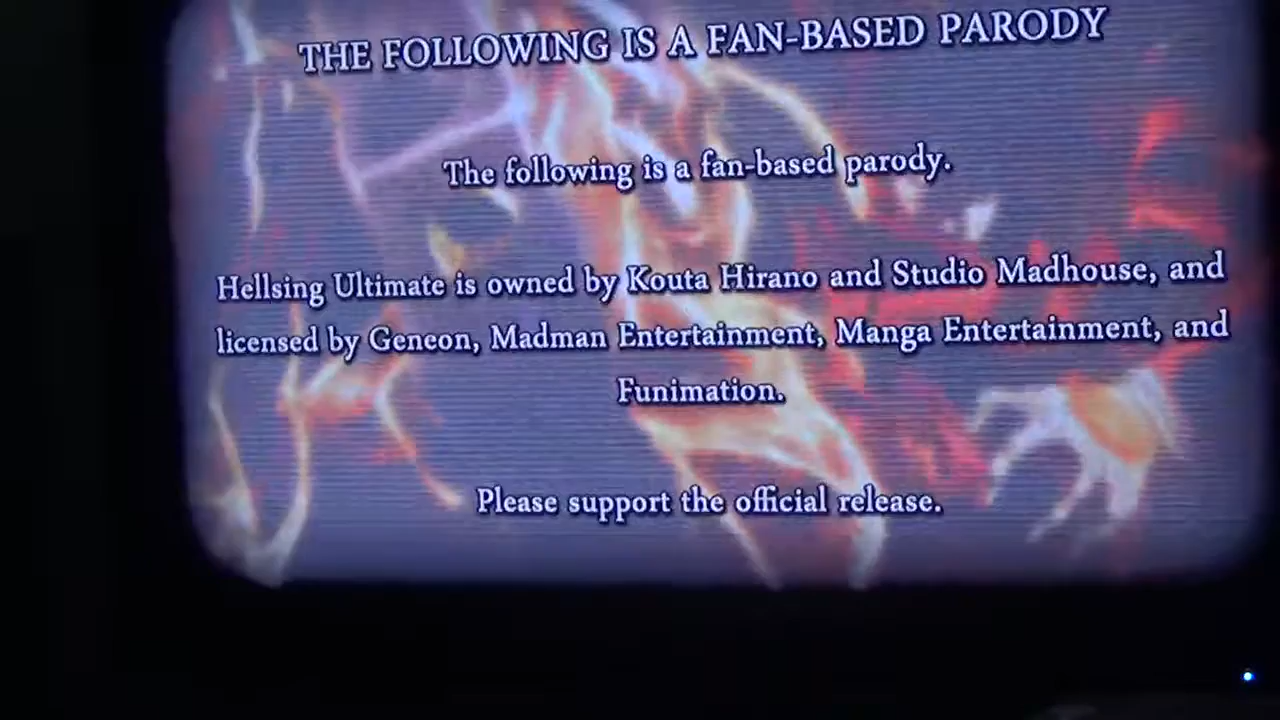 THE FOLLOWING IS A FAN-BASED PARODY
The following is a fan-based parody.
Hellsing Ultimate is owned by Kouta Hirano and Studio Madhouse, and
licensed by Geneon, Madman Entertainment, Manga Entertainment, and
Funimation.
Please support the official release.